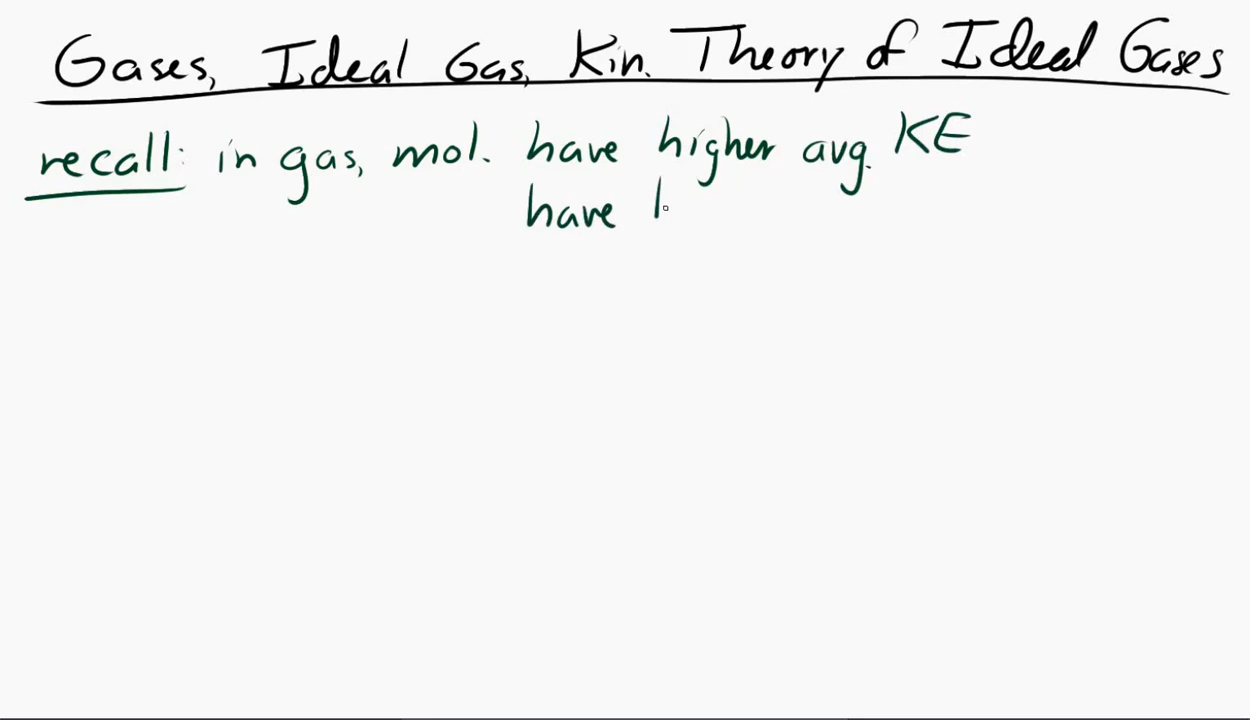 Gases, Ideal Gas, Kin. Theory of Ideal Gases
recall: in gas, mol. have higher avg. KE
have